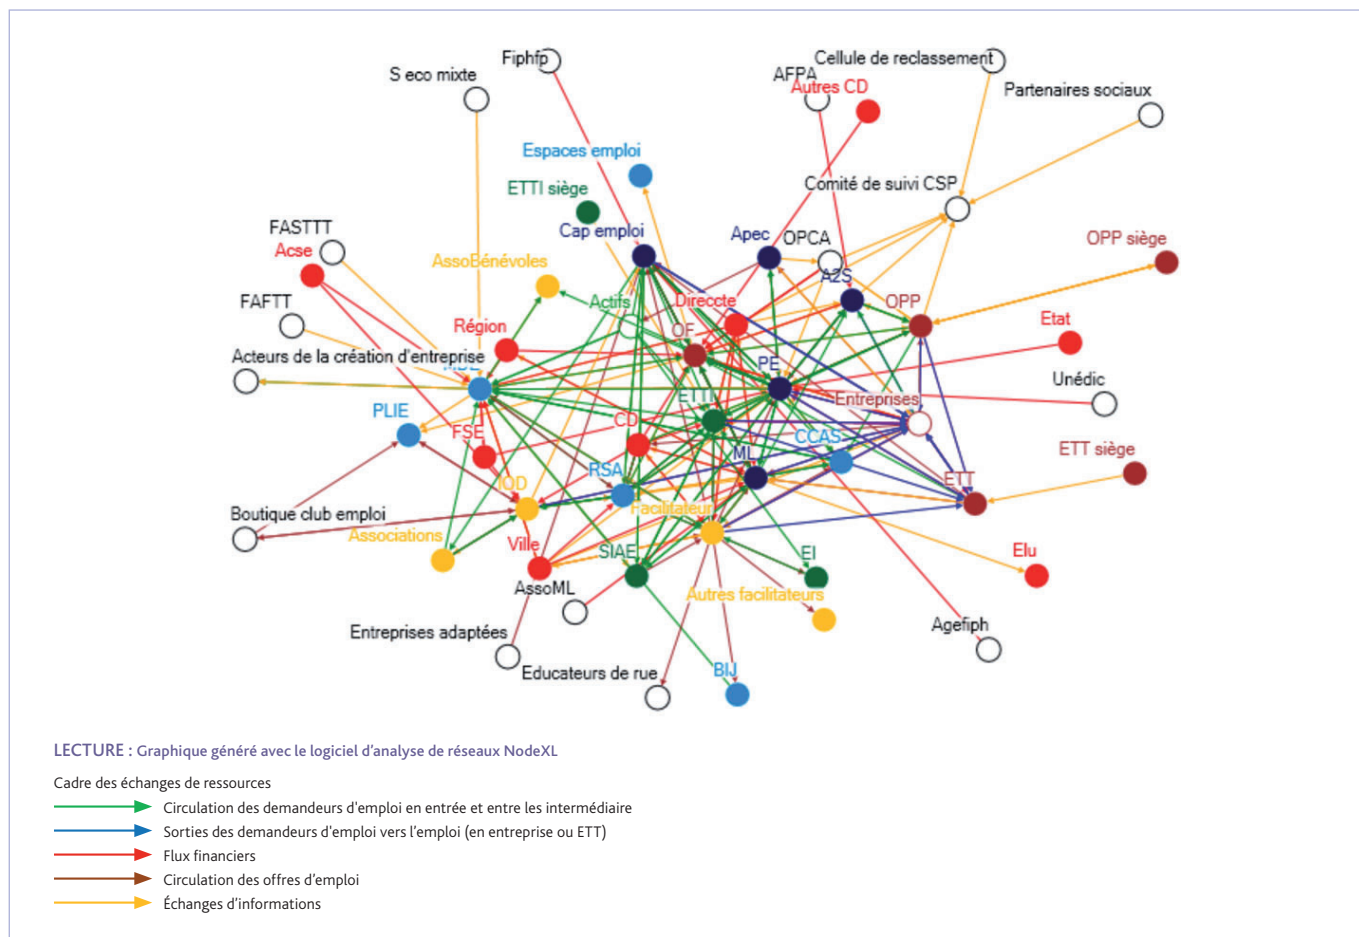 Fiphfp
Cellule de reclassement
S eco mixte
AFPA
Autres CD
Partenaires sociaux
Espaces emploi
ETTI siège
Comité de suivi CSP
Cap emploi
Apec
OPCA
OPP siège
FASTTT
Acse
AssoBénévoles
A2S
Actifs
Direccte
OPP
FAFTT
Région
OF
Etat
Acteurs de la création d'entreprise
PE
Unédic
PLIE
ETTI
Entreprises
FSE
CD
CCAS
ML
ETT siège
RSA
ETT
IOD
Facilitateur
Boutique club emploi
Associations
Ville
SIAE
EI
Elu
AssoML
Autres facilitateurs
Entreprises adaptées
Agefiph
Educateurs de rue
BIJ
LECTURE : Graphique généré avec le logiciel d'analyse de réseaux NodeXL
Cadre des échanges de ressources
Circulation des demandeurs d'emploi en entrée et entre les intermédiaire
Sorties des demandeurs d'emploi vers l'emploi (en entreprise ou ETT)
Flux financiers
Circulation des offres d'emploi
Échanges d'informations